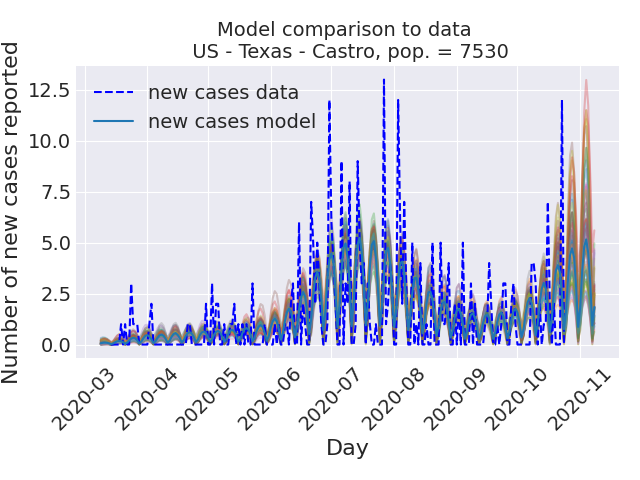 Model comparison to data
US - Texas - Castro, pop. = 7530
Number of new cases reported
12.5
10.0
7.5
5.0
2.5
0.0
new cases data
new cases model
2020-03
2020-04
2020-05
2020-06
2020-07
2020-08
2020-09
2020-10
2020-11
Day